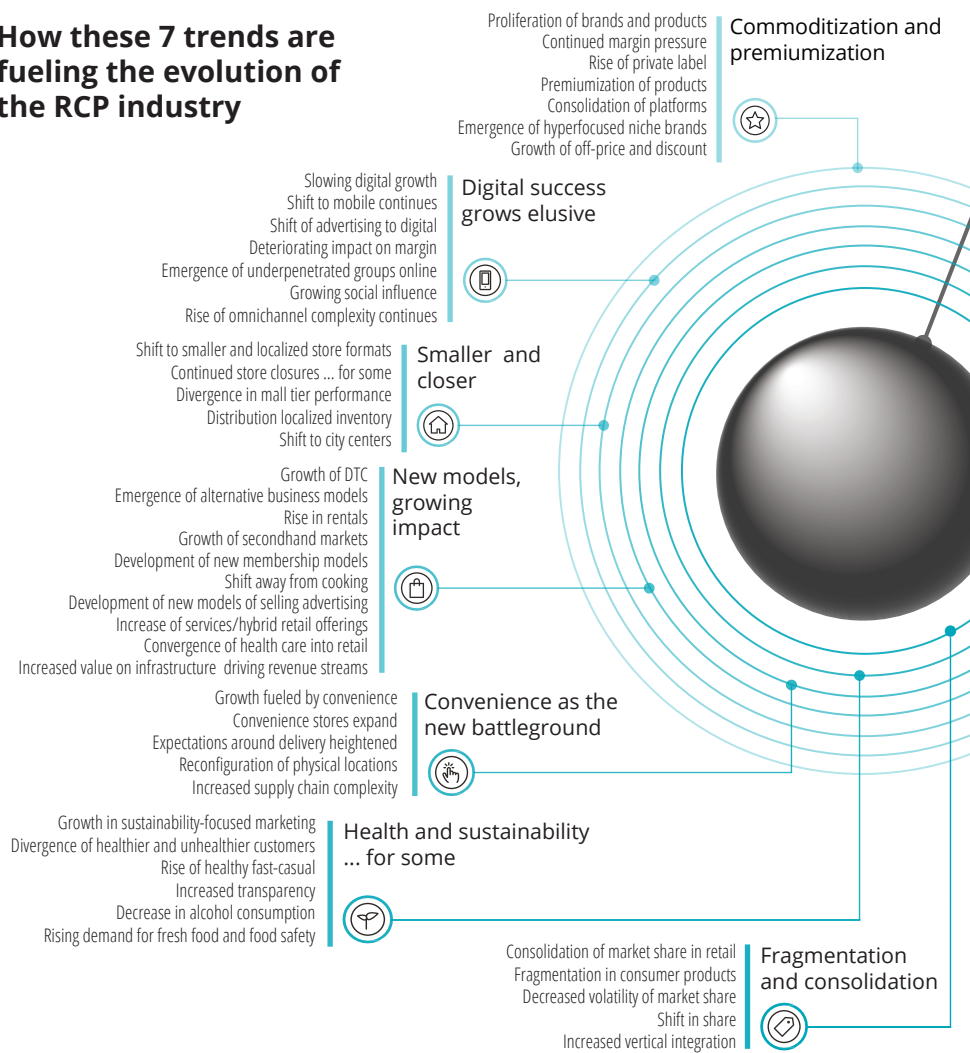 How these 7 trends are
fueling the evolution of
the RCP industry
Proliferation of brands and products
Continued margin pressure
Rise of private label
Premiumization of products
Consolidation of platforms
Emergence of hyperfocused niche brands
Growth of off-price and discount
Commoditization and
premiumization
Slowing digital growth
Shift to mobile continues
Shift of advertising to digital
Deteriorating impact on margin
Emergence of underpenetrated groups online
Growing social influence
Rise of omnichannel complexity continues
Digital success
grows elusive
Shift to smaller and localized store formats
Continued store closures ... for some
Divergence in mall tier performance
Distribution localized inventory
Shift to city centers
Smaller and
closer
Growth of DTC
Emergence of alternative business models
Rise in rentals
Growth of secondhand markets
Development of new membership models
Shift away from cooking
Development of new models of selling advertising
Increase of services/hybrid retail offerings
Convergence of health care into retail
Increased value on infrastructure driving revenue streams
New models,
growing
impact
Growth fueled by convenience
Convenience stores expand
Expectations around delivery heightened
Reconfiguration of physical locations
Increased supply chain complexity
Convenience as the
new battleground
Growth in sustainability-focused marketing
Divergence of healthier and unhealthier customers
Rise of healthy fast-casual
Increased transparency
Decrease in alcohol consumption
Rising demand for fresh food and food safety
Health and sustainability
... for some
Consolidation of market share in retail
Fragmentation in consumer products
Decreased volatility of market share
Shift in share
Increased vertical integration
Fragmentation
and consolidation